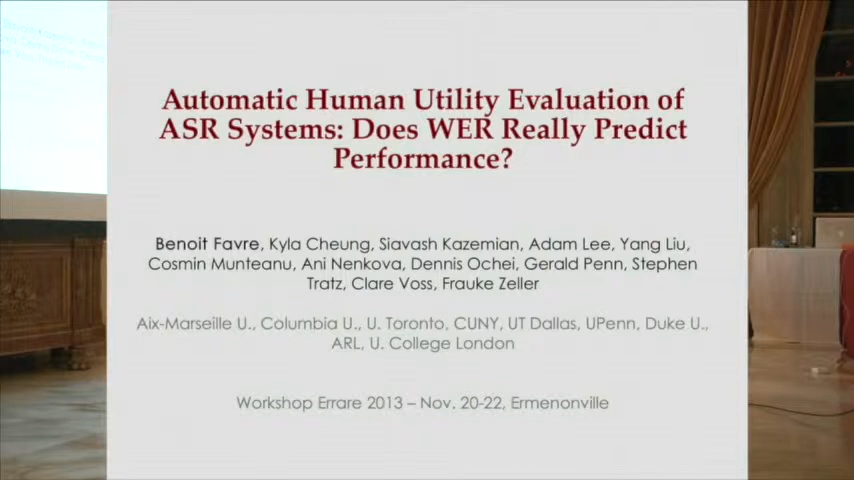 Automatic Human Utility Evaluation of
ASR Systems: Does WER Really Predict
Performance?
Benoit Favre, Kyla Cheung, Siavash Kazemian, Adam Lee, Yang Liu,
Cosmin Munteanu, Ani Nenkova, Dennis Ochei, Gerald Penn, Stephen
Tratz, Clare Voss, Frauke Zeller
Aix-Marseille U., Columbia U., U. Toronto, CUNY, UT Dallas, UPenn, Duke U.,
ARL, U. College London
Workshop Errare 2013 – Nov. 20-22, Ermenonville